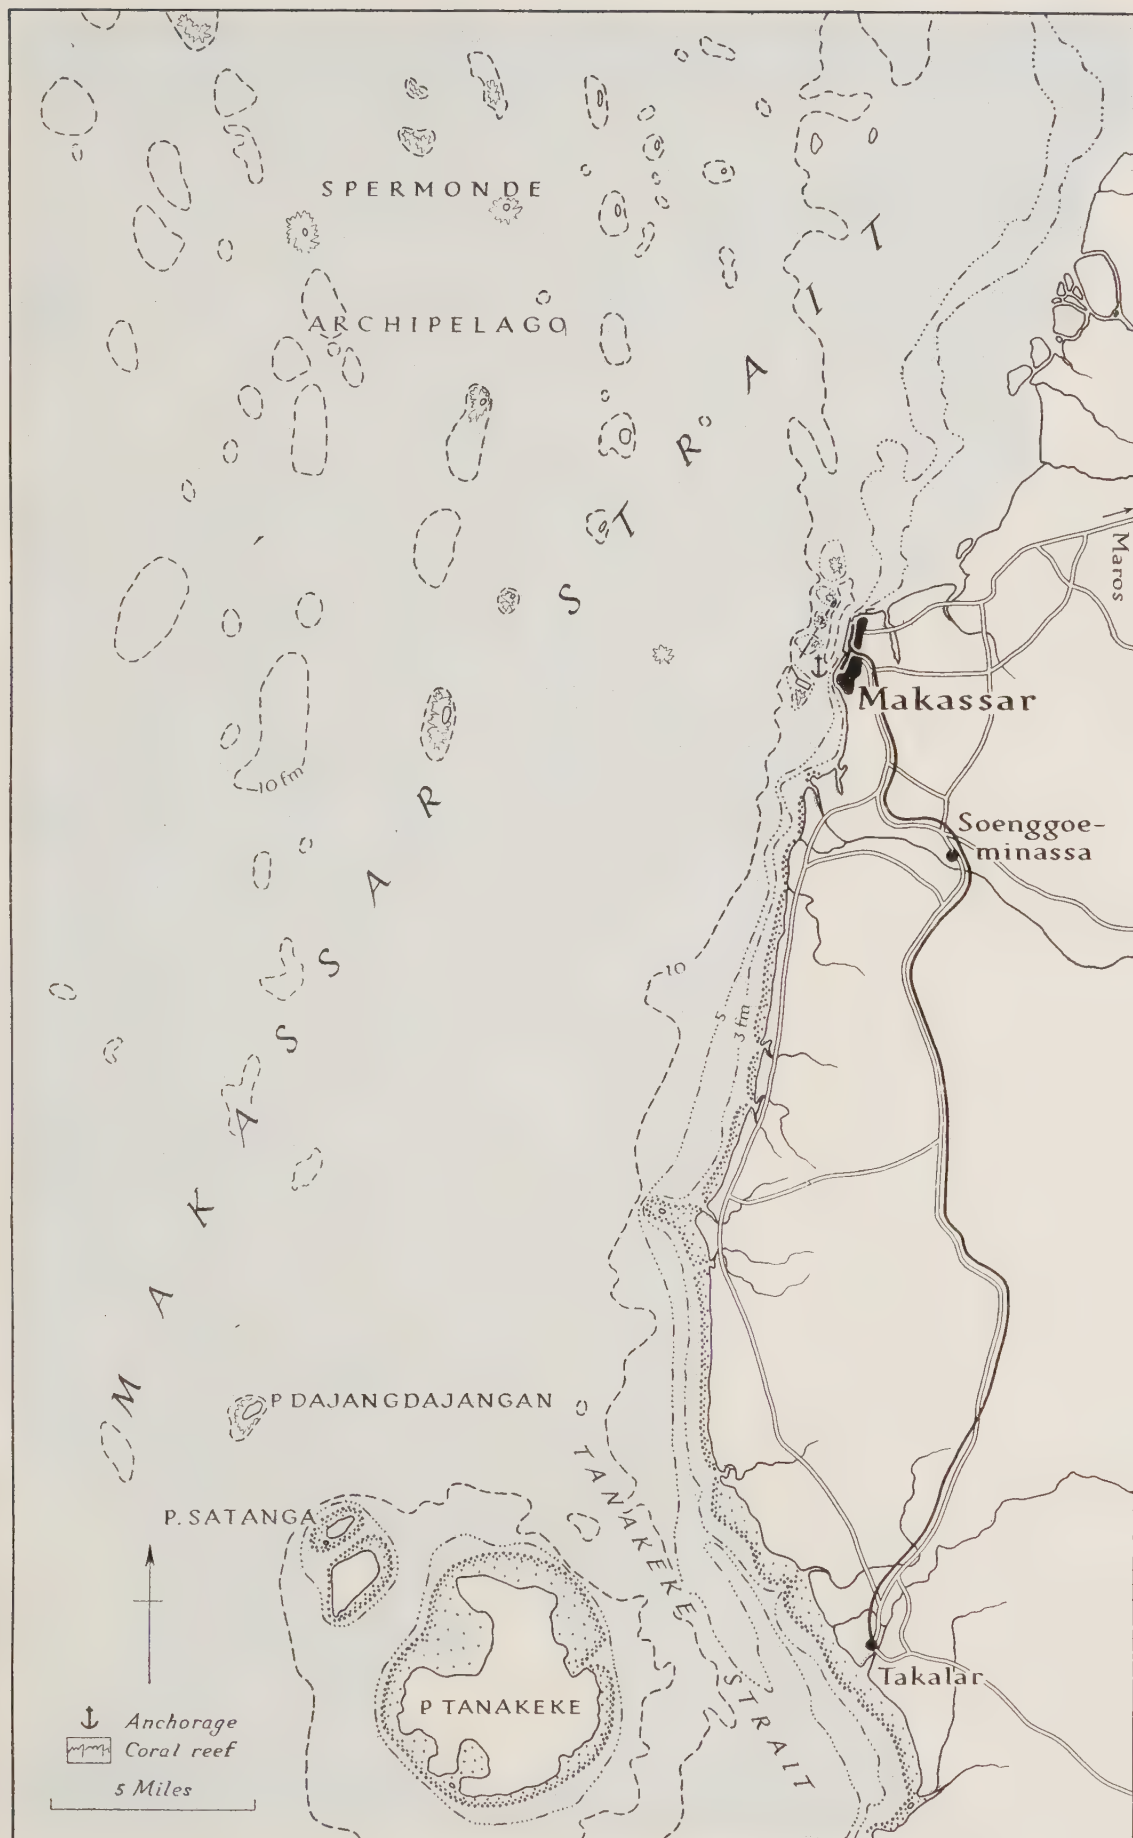 SPERMONDE
ARCHIPELAGO
MAKASSAR STRAIT
Maros
Makassar
10 fm
Soenggoe-
minassa
10
5
3 fm
P DAJANGDAJANGAN
TANAKEKE STRAIT
P. SATANGA
P TANAKEKE
Takalar
Anchorage
Coral reef
5 Miles